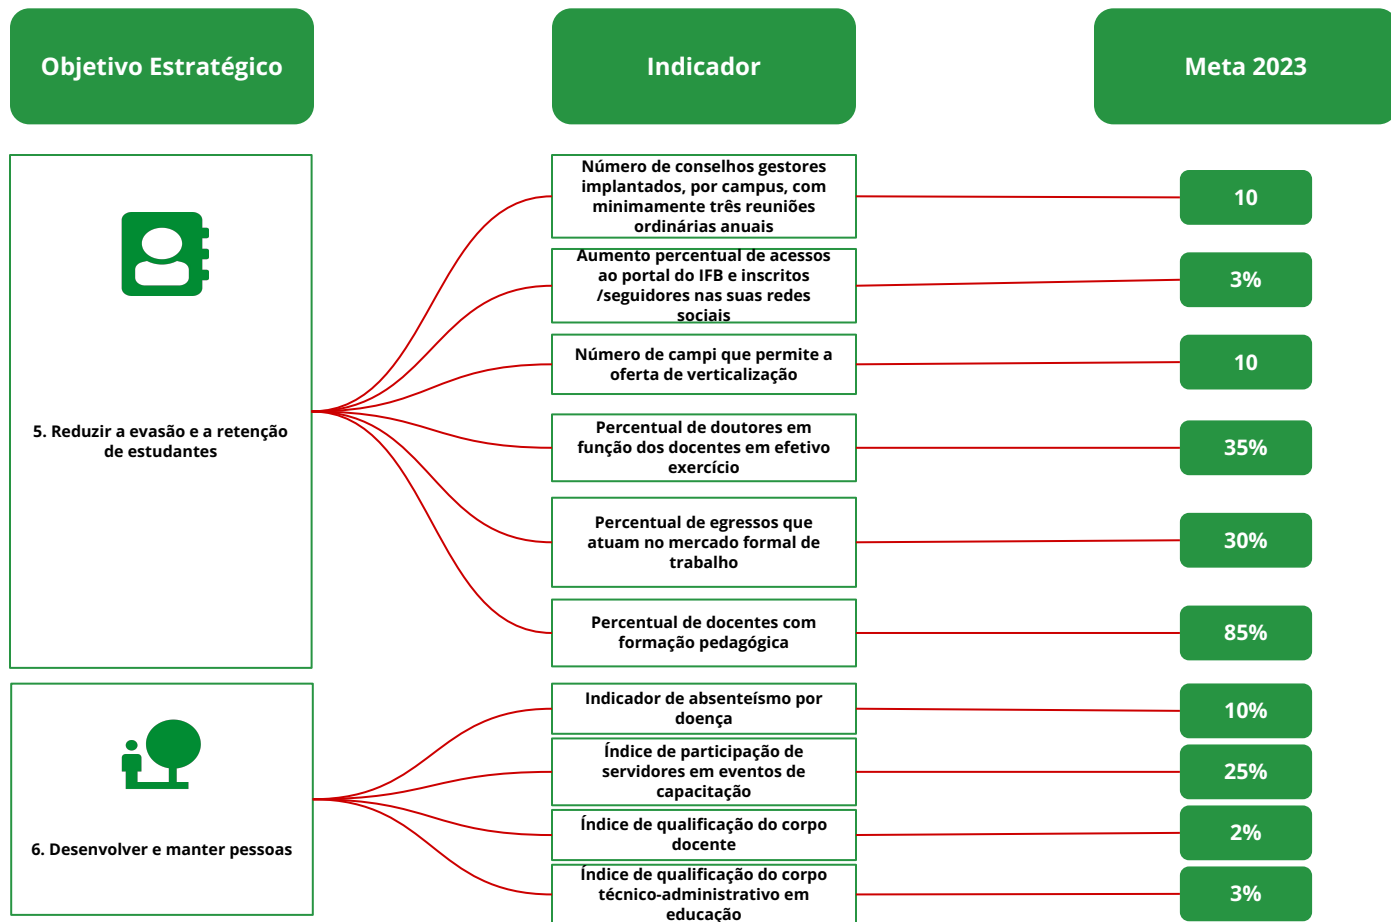 Objetivo Estratégico
Indicador
Meta 2023
5. Reduzir a evasão e a retenção
de estudantes
Número de conselhos gestores
implantados, por campus, com
minimamente três reuniões
ordinárias anuais
10
Aumento percentual de acessos
ao portal do IFB e inscritos
/seguidores nas suas redes
sociais
3%
Número de campi que permite a
oferta de verticalização
10
Percentual de doutores em
função dos docentes em efetivo
exercício
35%
Percentual de egressos que
atuam no mercado formal de
trabalho
30%
Percentual de docentes com
formação pedagógica
85%
6. Desenvolver e manter pessoas
Indicador de absenteísmo por
doença
10%
Índice de participação de
servidores em eventos de
capacitação
25%
Índice de qualificação do corpo
docente
2%
Índice de qualificação do corpo
técnico-administrativo em
educação
3%